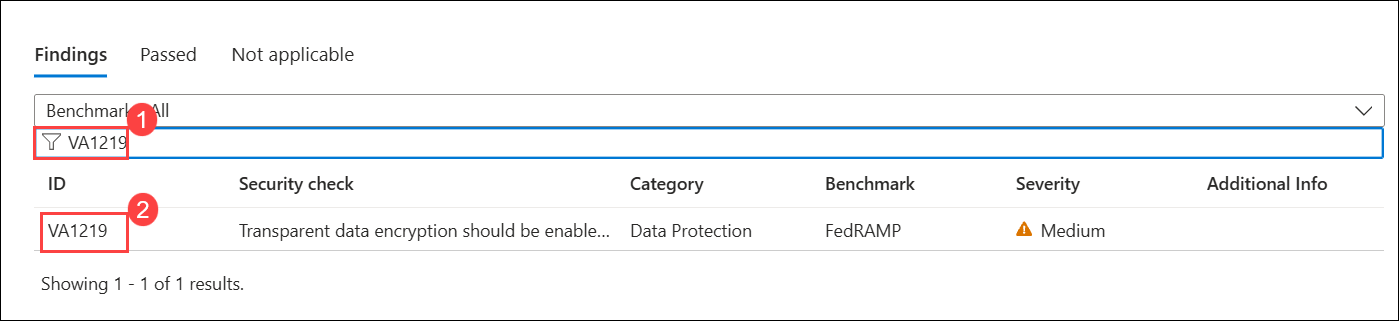 Findings Passed Not applicable
Benchmark All
1
VA1219
ID Security check Category Benchmark Severity Additional Info
2
VA1219 Transparent data encryption should be enable... Data Protection FedRAMP Medium
Showing 1 - 1 of 1 results.